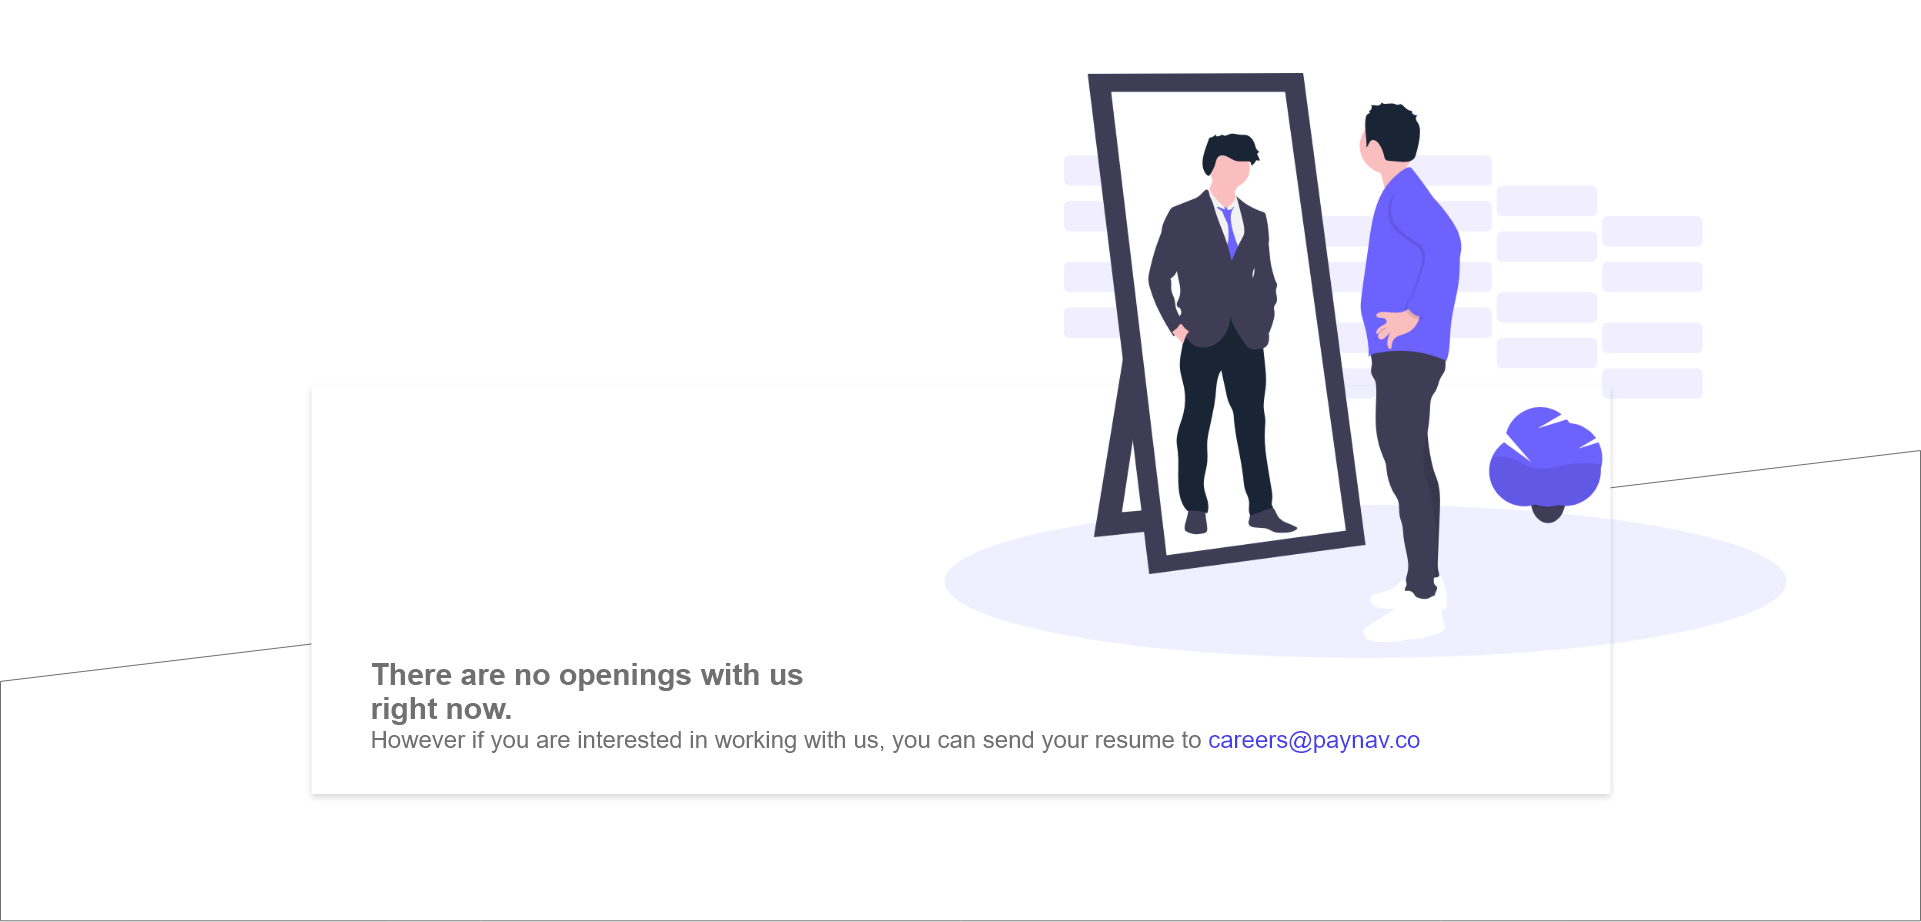 There are no openings with us
right now.
However if you are interested in working with us, you can send your resume to careers@paynav.co